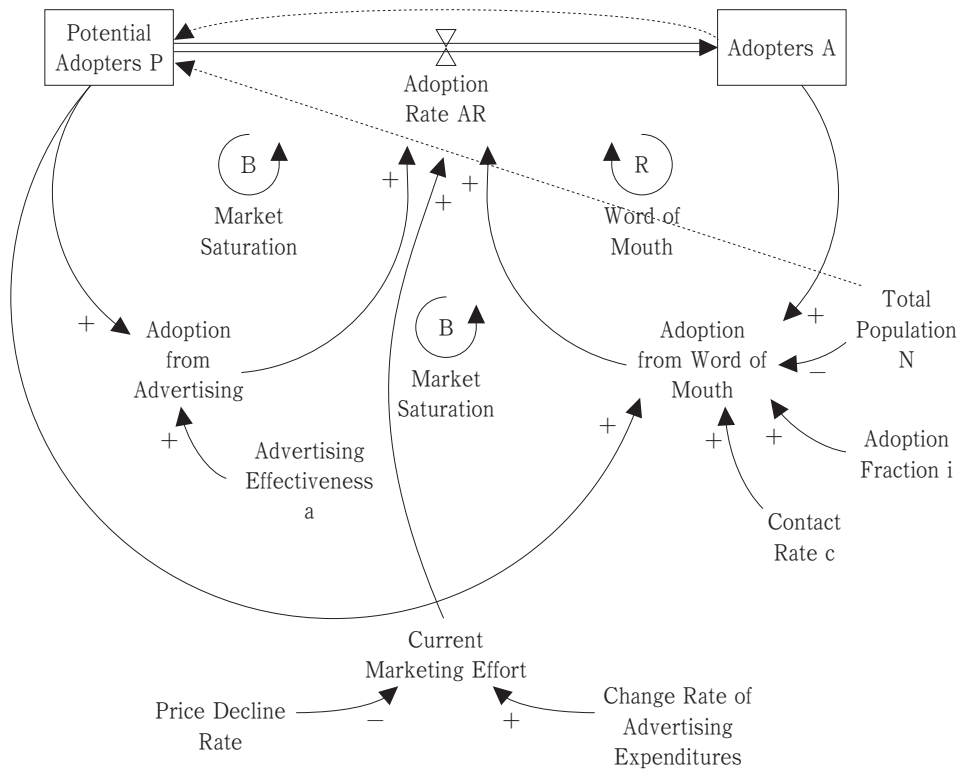 Potential
Adopters P
Adopters A
Adoption
Rate AR
B
R
Market
Saturation
Word of
Mouth
+
+
+
B
Market
Saturation
+
+
Total
Population
N
−
Adoption
from
Advertising
Adoption
from Word of
Mouth
+
+
+
+
Advertising
Effectiveness
a
Adoption
Fraction i
Contact
Rate c
Current
Marketing Effort
Price Decline
Rate
−
+
Change Rate of
Advertising
Expenditures